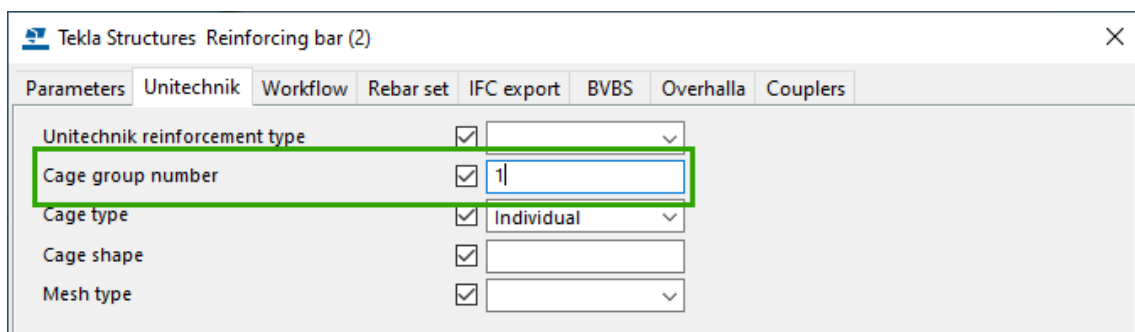 Tekla Structures Reinforcing bar (2)
Parameters Unitechnik Workflow Rebar set IFC export BVBS Overhalla Couplers
Unitechnik reinforcement type
Cage group number 1
Cage type Individual
Cage shape
Mesh type